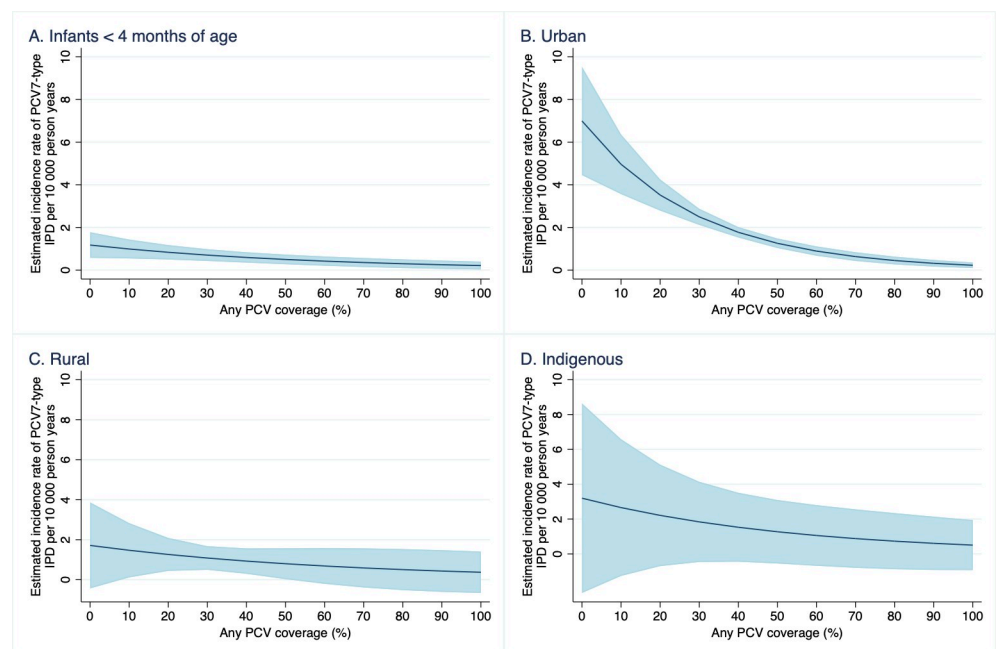 A. Infants < 4 months of age
Estimated incidence rate of PCV7-type
IPD per 10 000 person years
10
8
6
4
2
0
0 10 20 30 40 50 60 70 80 90 100
Any PCV coverage (%)
B. Urban
Estimated incidence rate of PCV7-type
IPD per 10 000 person years
10
8
6
4
2
0
0 10 20 30 40 50 60 70 80 90 100
Any PCV coverage (%)
C. Rural
Estimated incidence rate of PCV7-type
IPD per 10 000 person years
10
8
6
4
2
0
0 10 20 30 40 50 60 70 80 90 100
Any PCV coverage (%)
D. Indigenous
Estimated incidence rate of PCV7-type
IPD per 10 000 person years
10
8
6
4
2
0
0 10 20 30 40 50 60 70 80 90 100
Any PCV coverage (%)